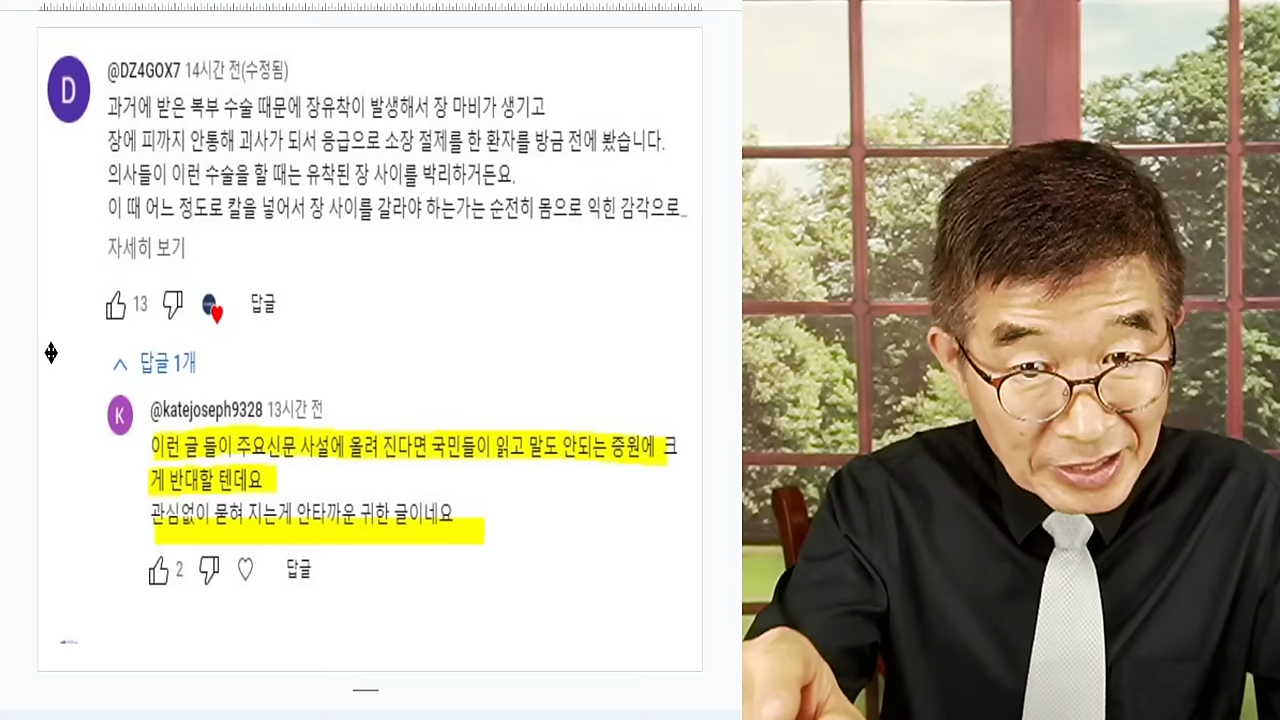 D
@DZ4GOX7 14시간 전(수정됨)
과거에 받은 복부 수술 때문에 장유착이 발생해서 장 마비가 생기고
장에 피까지 안통해 괴사가 되서 응급으로 소장 절제를 한 환자를 방금 전에 봤습니다.
의사들이 이런 수술을 할 때는 유착된 장 사이를 박리하거든요.
이 때 어느 정도로 칼을 넣어서 장 사이를 갈라야 하는가는 순전히 몸으로 익힌 감각으로...
자세히 보기
13 답글
답글 1개
K
@katejoseph9328 13시간 전
이런 글 들이 주요신문 사설에 올려 진다면 국민들이 읽고 말도 안되는 증원에 크
게 반대할 텐데요
관심없이 묻혀 지는게 안타까운 귀한 글이네요
2 답글